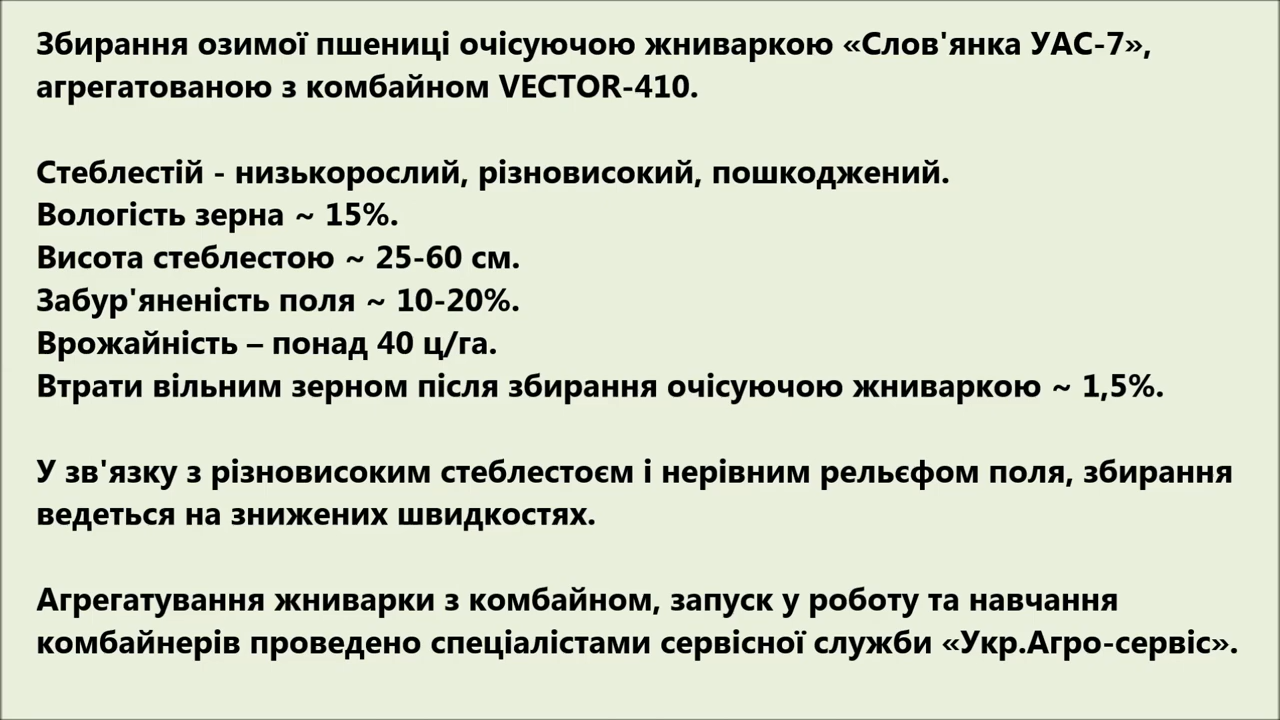 Збирання озимої пшениці очісуючою жниваркою «Слов'янка УАС-7»,
агрегатованою з комбайном VECTOR-410.
Стеблестій - низькорослий, різновисокий, пошкоджений.
Вологість зерна ~ 15%.
Висота стеблестою ~ 25-60 см.
Забур'яненість поля ~ 10-20%.
Врожайність – понад 40 ц/га.
Втрати вільним зерном після збирання очісуючою жниваркою ~ 1,5%.
У зв'язку з різновисоким стеблестоєм і нерівним рельєфом поля, збирання
ведеться на знижених швидкостях.
Агрегатування жниварки з комбайном, запуск у роботу та навчання
комбайнерів проведено спеціалістами сервісної служби «Укр.Агро-сервіс».